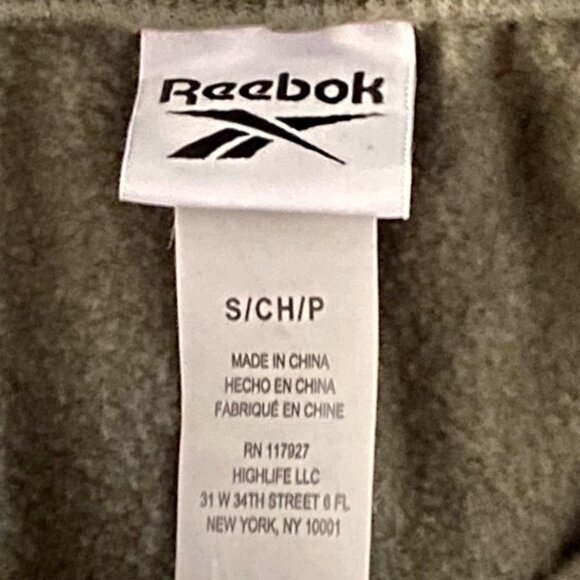 Reebok
S/CH/P
MADE IN CHINA
HECHO EN CHINA
FABRIQUÉ EN CHINE
RN 117927
HIGHLIFE LLC
31 W 34TH STREET 6 FL
NEW YORK, NY 10001